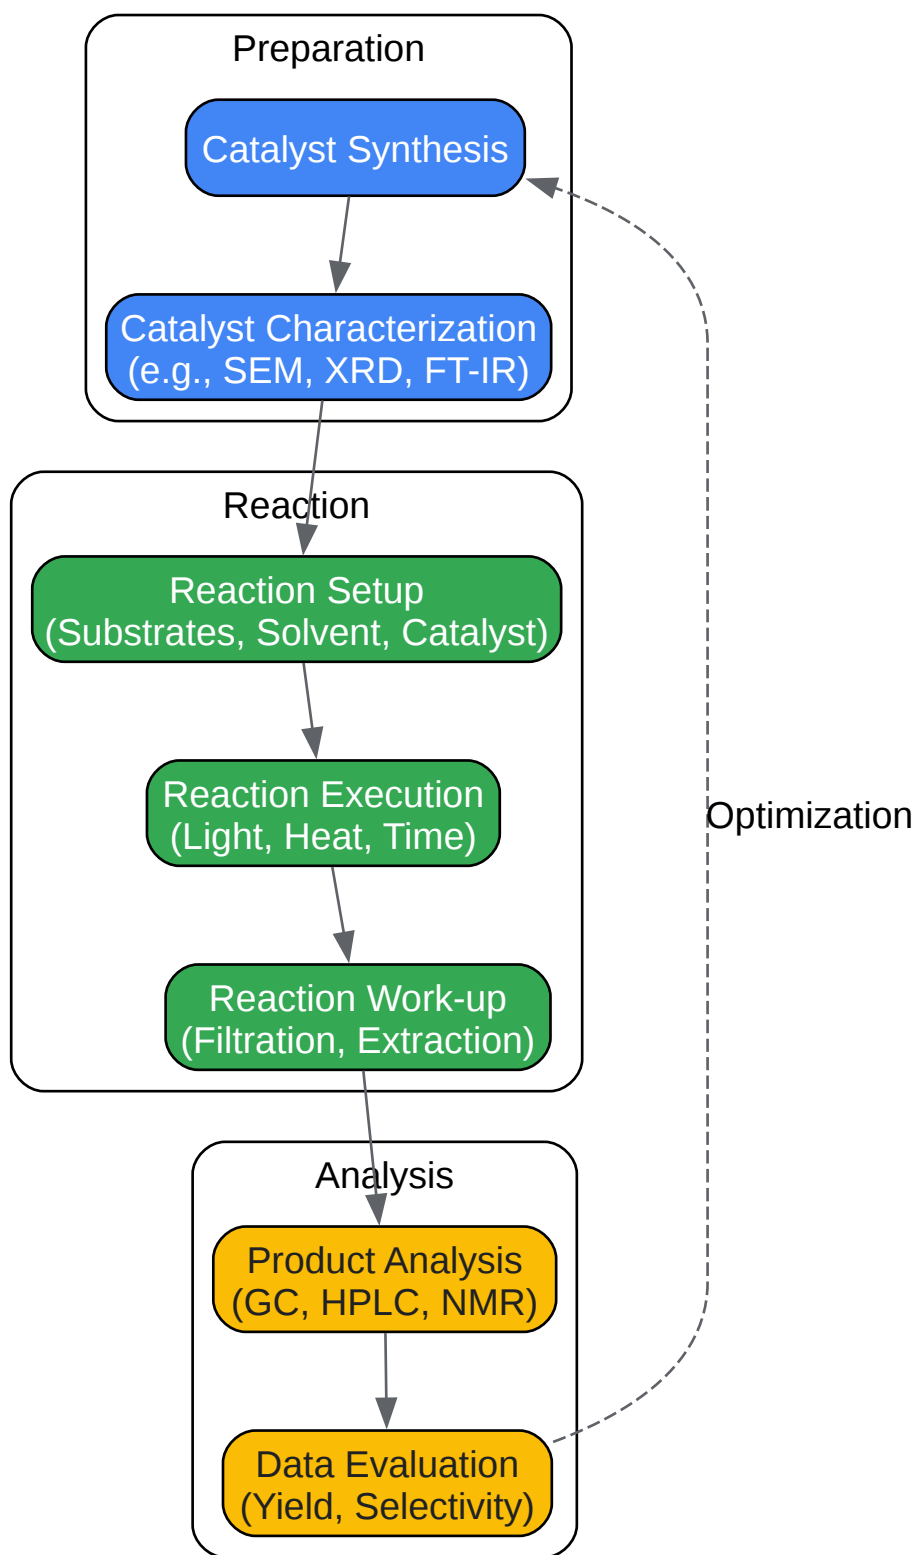 Preparation
Catalyst Synthesis
Catalyst Characterization
(e.g., SEM, XRD, FT-IR)
Reaction
Reaction Setup
(Substrates, Solvent, Catalyst)
Reaction Execution
(Light, Heat, Time)
Optimization
Reaction Work-up
(Filtration, Extraction)
Analysis
Product Analysis
(GC, HPLC, NMR)
Data Evaluation
(Yield, Selectivity)